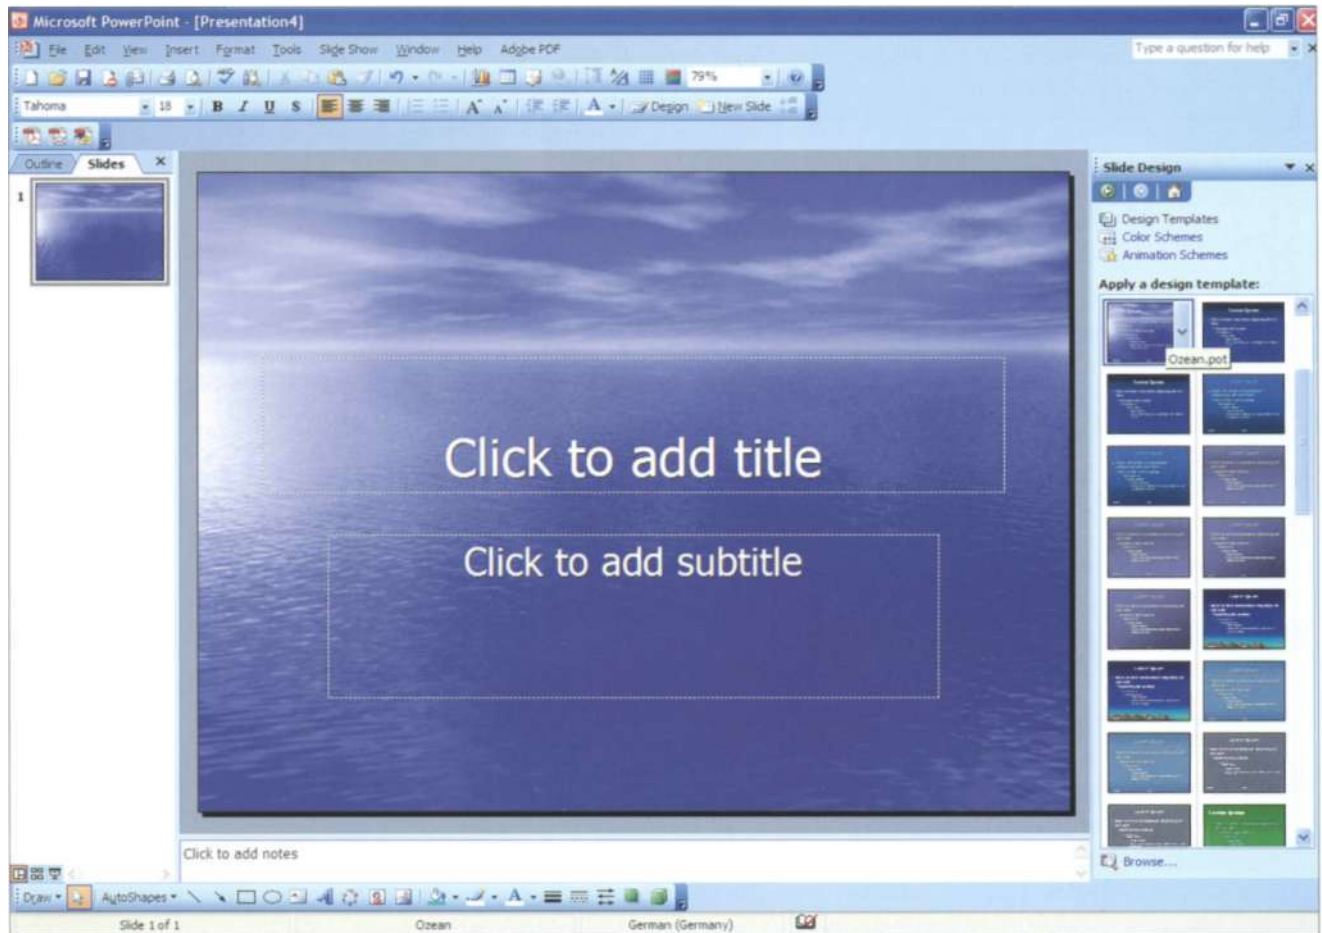 Microsoft PowerPoint - [Presentation4]
File Edit View Insert Format Tools Slide Show Window Help Adobe PDF
Type a question for help
79%
Tahoma 18 B I U S A A A Design New Slide
Outline Slides
1
Slide Design
Design Templates
Color Schemes
Animation Schemes
Apply a design template:
Ozean.pot
Click to add title
Click to add subtitle
Click to add notes
Browse...
Draw AutoShapes A
Slide 1 of 1 Ozean German (Germany)